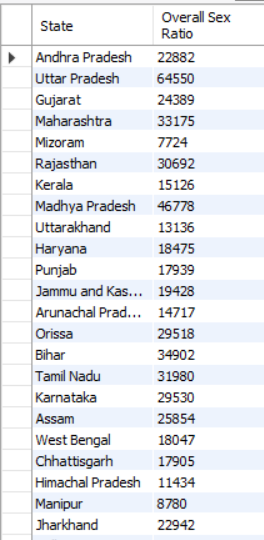 State Overall Sex Ratio
Andhra Pradesh 22882
Uttar Pradesh 64550
Gujarat 24389
Maharashtra 33175
Mizoram 7724
Rajasthan 30692
Kerala 15126
Madhya Pradesh 46778
Uttarakhand 13136
Haryana 18475
Punjab 17939
Jammu and Kas... 19428
Arunachal Prad... 14717
Orissa 29518
Bihar 34902
Tamil Nadu 31980
Karnataka 29530
Assam 25854
West Bengal 18047
Chhattisgarh 17905
Himachal Pradesh 11434
Manipur 8780
Jharkhand 22942